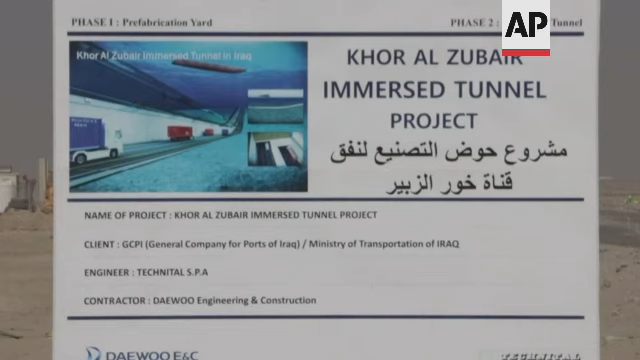 PHASE 1 : Prefabrication Yard
PHASE 2 : Tunnel
AP
Khor Al Zubair Immersed Tunnel in Iraq
KHOR AL ZUBAIR
IMMERSED TUNNEL
PROJECT
مشروع حوض التصنيع لنفق
قناة خور الزبير
NAME OF PROJECT : KHOR AL ZUBAIR IMMERSED TUNNEL PROJECT
CLIENT : GCPI (General Company for Ports of Iraq) / Ministry of Transportation of IRAQ
ENGINEER : TECHNITAL S.P.A
CONTRACTOR : DAEWOO Engineering & Construction
DAEWOO E&C
TECHNITAL